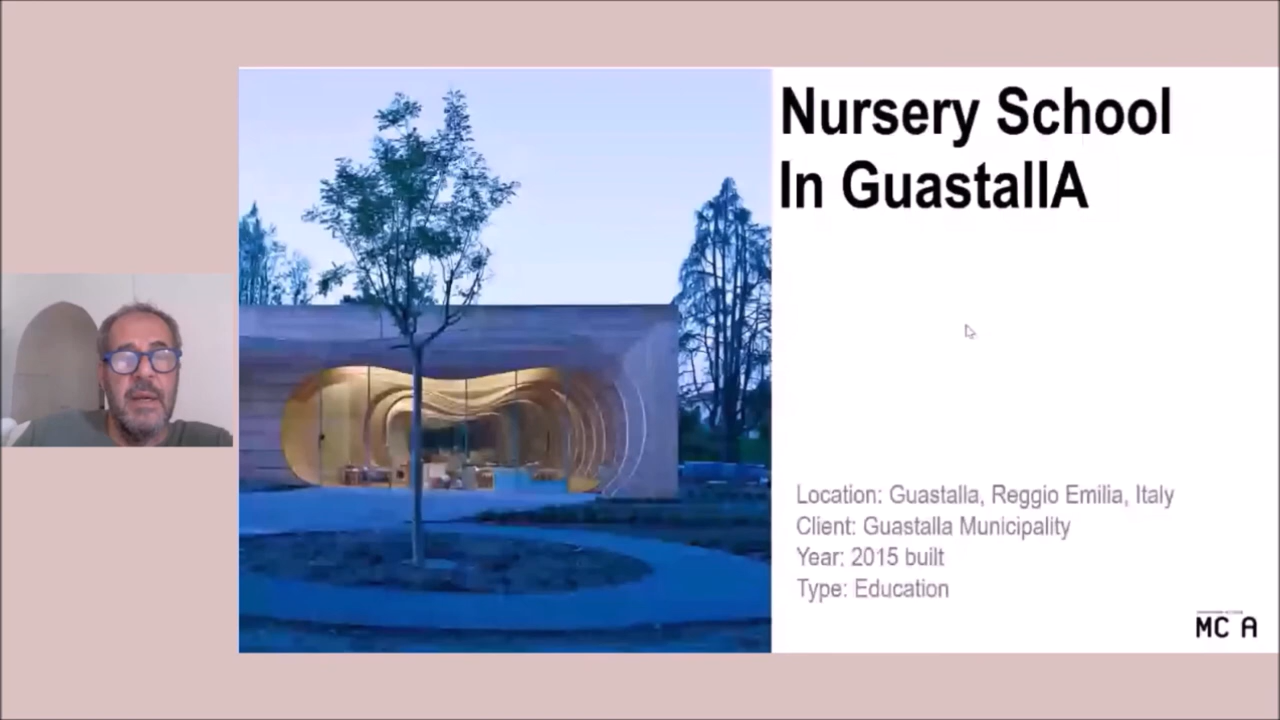 Nursery School
In GuastallA
Location: Guastalla, Reggio Emilia, Italy
Client: Guastalla Municipality
Year: 2015 built
Type: Education
MC A